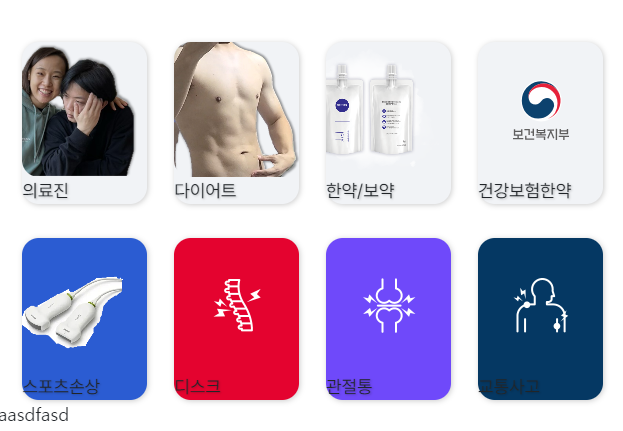 보건복지부
의료진
다이어트
한약/보약
건강보험한약
스포츠손상
디스크
관절통
교통사고
aasdfasd